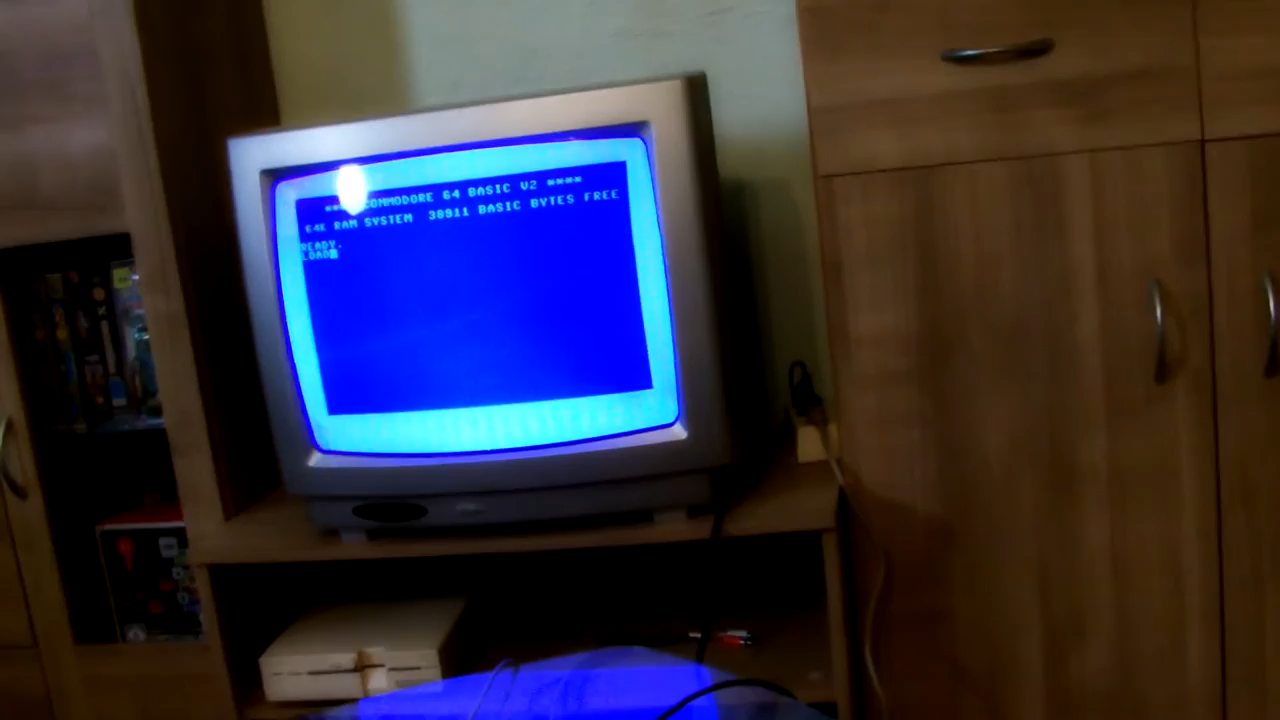 **** COMMODORE 64 BASIC V2 ****
64K RAM SYSTEM 38911 BASIC BYTES FREE
READY.
LOAD